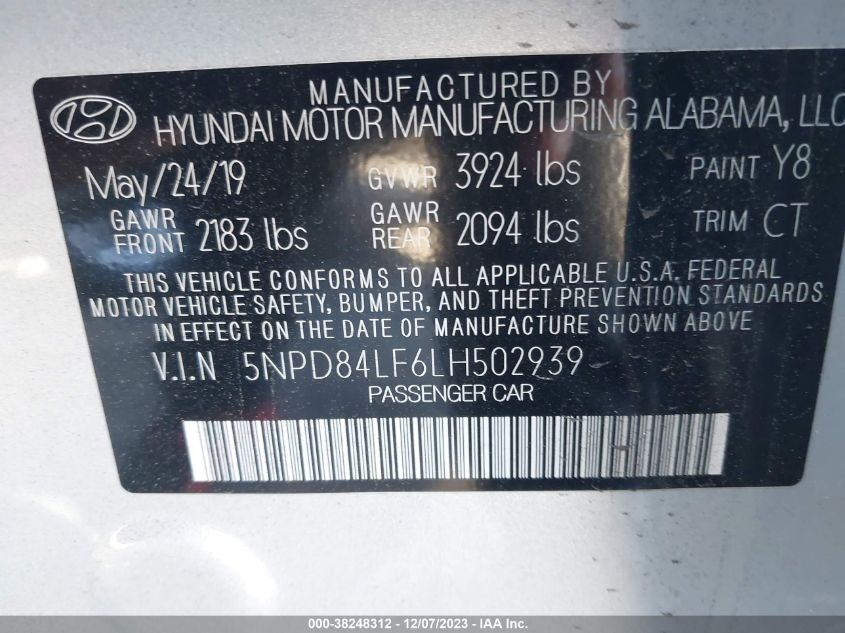 MANUFACTURED BY
HYUNDAI MOTOR MANUFACTURING ALABAMA, LLC
May/24/19 GVWR 3924 lbs PAINT Y8
GAWR FRONT 2183 lbs GAWR REAR 2094 lbs TRIM CT
THIS VEHICLE CONFORMS TO ALL APPLICABLE U.S.A. FEDERAL
MOTOR VEHICLE SAFETY, BUMPER, AND THEFT PREVENTION STANDARDS
IN EFFECT ON THE DATE OF MANUFACTURE SHOWN ABOVE
V.I.N 5NPD84LF6LH502939
PASSENGER CAR
000-38248312 - 12/07/2023 - IAA Inc.